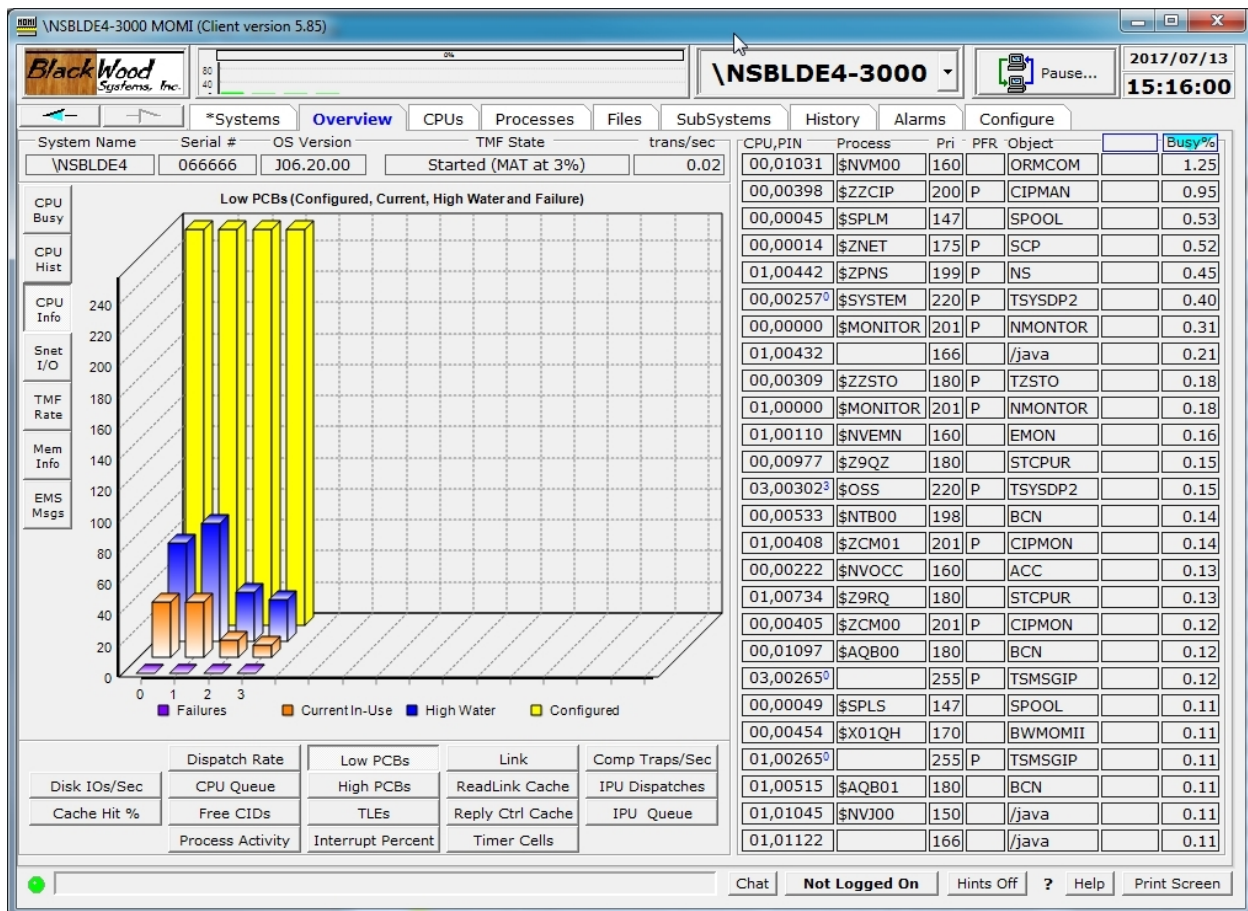 \NSBLDE4-3000 MOMI (Client version 5.85)
BlackWood
Systems, Inc.
0%
80
40
\NSBLDE4-3000
Pause...
2017/07/13
15:16:00
*Systems Overview CPUs Processes Files SubSystems History Alarms Configure
System Name Serial # OS Version TMF State trans/sec
\NSBLDE4 066666 J06.20.00 Started (MAT at 3%) 0.02
CPU Busy
CPU Hist
CPU Info
Snet I/O
TMF Rate
Mem Info
EMS Msgs
Low PCBs (Configured, Current, High Water and Failure)
240
220
200
180
160
140
120
100
80
60
40
20
0
0 1 2 3
Failures Current In-Use High Water Configured
Dispatch Rate Low PCBs Link Comp Traps/Sec
Disk IOs/Sec CPU Queue High PCBs ReadLink Cache IPU Dispatches
Cache Hit % Free CIDs TLEs Reply Ctrl Cache IPU Queue
Process Activity Interrupt Percent Timer Cells
CPU,PIN Process Pri PFR Object Busy%
00,01031 $NVM00 160 ORMCOM 1.25
00,00398 $ZZCIP 200 P CIPMAN 0.95
00,00045 $SPLM 147 SPOOL 0.53
00,00014 $ZNET 175 P SCP 0.52
01,00442 $ZPNS 199 P NS 0.45
00,00257⁰ $SYSTEM 220 P TSYSDP2 0.40
00,00000 $MONITOR 201 P NMONTOR 0.31
01,00432 166 /java 0.21
00,00309 $ZZSTO 180 P TZSTO 0.18
01,00000 $MONITOR 201 P NMONTOR 0.18
01,00110 $NVEMN 160 EMON 0.16
00,00977 $Z9QZ 180 STCPUR 0.15
03,00302³ $OSS 220 P TSYSDP2 0.15
00,00533 $NTB00 198 BCN 0.14
01,00408 $ZCM01 201 P CIPMON 0.14
00,00222 $NVOCC 160 ACC 0.13
01,00734 $Z9RQ 180 STCPUR 0.13
00,00405 $ZCM00 201 P CIPMON 0.12
00,01097 $AQB00 180 BCN 0.12
03,00265⁰ 255 P TSMSGIP 0.12
00,00049 $SPLS 147 SPOOL 0.11
00,00454 $X01QH 170 BWMOMII 0.11
01,00265⁰ 255 P TSMSGIP 0.11
01,00515 $AQB01 180 BCN 0.11
01,01045 $NVJ00 150 /java 0.11
01,01122 166 /java 0.11
Chat Not Logged On Hints Off ? Help Print Screen